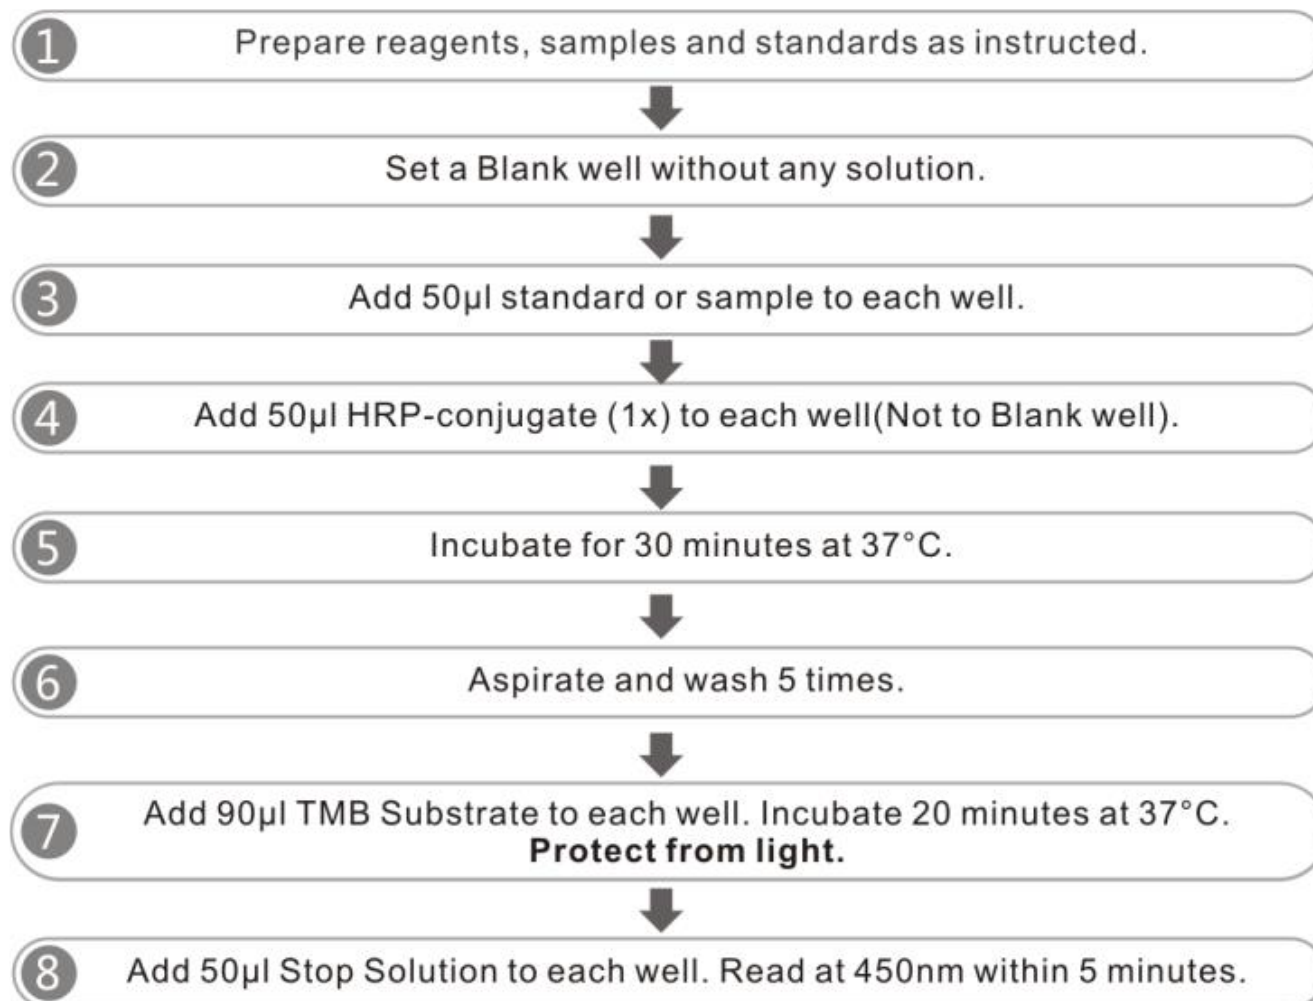 1 Prepare reagents, samples and standards as instructed.
2 Set a Blank well without any solution.
3 Add 50μl standard or sample to each well.
4 Add 50μl HRP-conjugate (1x) to each well(Not to Blank well).
5 Incubate for 30 minutes at 37°C.
6 Aspirate and wash 5 times.
7 Add 90μl TMB Substrate to each well. Incubate 20 minutes at 37°C.
Protect from light.
8 Add 50μl Stop Solution to each well. Read at 450nm within 5 minutes.